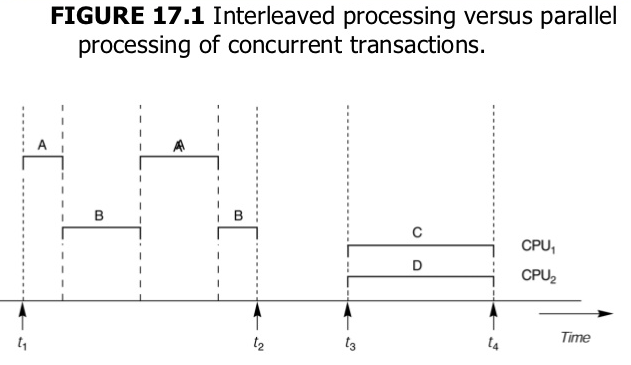 FIGURE 17.1 Interleaved processing versus parallel
processing of concurrent transactions.
A A
B B
C
CPU₁
D
CPU₂
t₁ t₂ t₃ t₄ Time